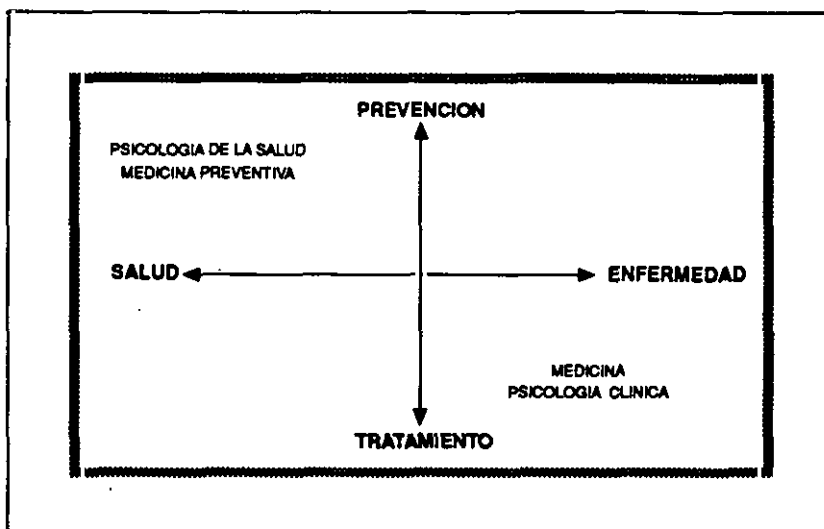 PREVENCION
PSICOLOGIA DE LA SALUD
MEDICINA PREVENTIVA
SALUD
ENFERMEDAD
MEDICINA
PSICOLOGIA CLINICA
TRATAMIENTO